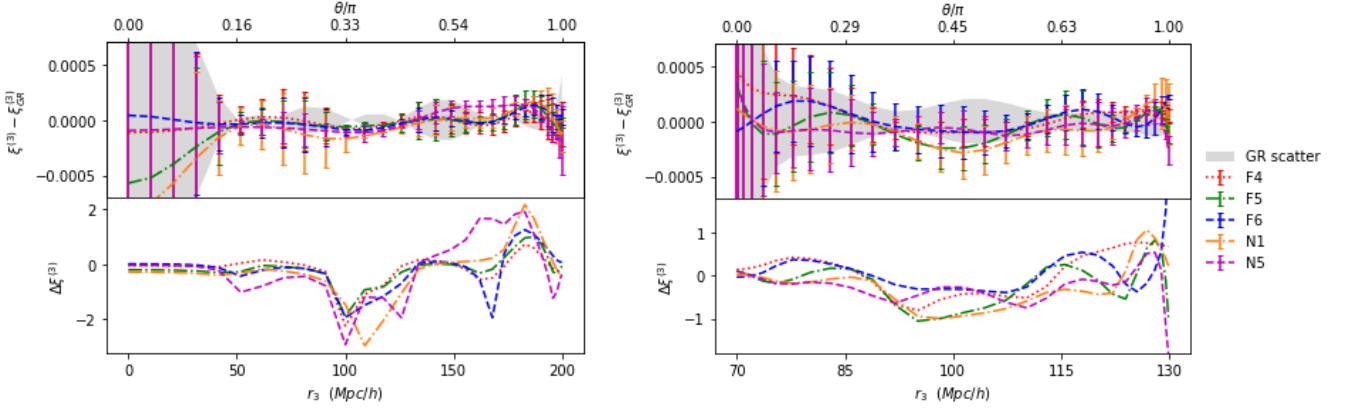 θ/π
0.00 0.16 0.33 0.54 1.00
0.0005
0.0000
−0.0005
ξ⁽³⁾ − ξ⁽³⁾_GR
2
0
−2
Δξ⁽³⁾
0 50 100 150 200
r₃ (Mpc/h)
θ/π
0.00 0.29 0.45 0.63 1.00
0.0005
0.0000
−0.0005
ξ⁽³⁾ − ξ⁽³⁾_GR
1
0
−1
Δξ⁽³⁾
70 85 100 115 130
r₃ (Mpc/h)
GR scatter
F4
F5
F6
N1
N5